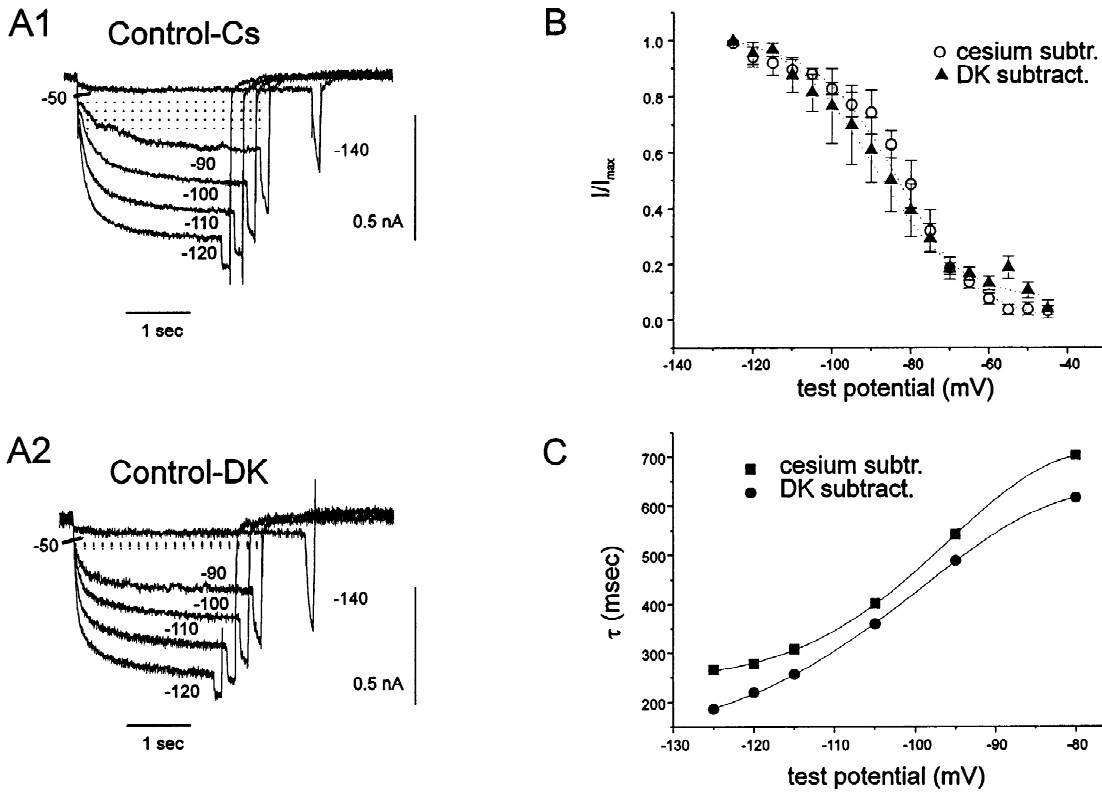 A1
Control-Cs
-50
-90
-100
-110
-120
-140
0.5 nA
1 sec
B
cesium subtr.
DK subtract.
I/Imax
1.0
0.8
0.6
0.4
0.2
0.0
-140
-120
-100
-80
-60
-40
test potential (mV)
A2
Control-DK
-50
-90
-100
-110
-120
-140
0.5 nA
1 sec
C
cesium subtr.
DK subtract.
τ (msec)
700
600
500
400
300
200
-130
-120
-110
-100
-90
-80
test potential (mV)